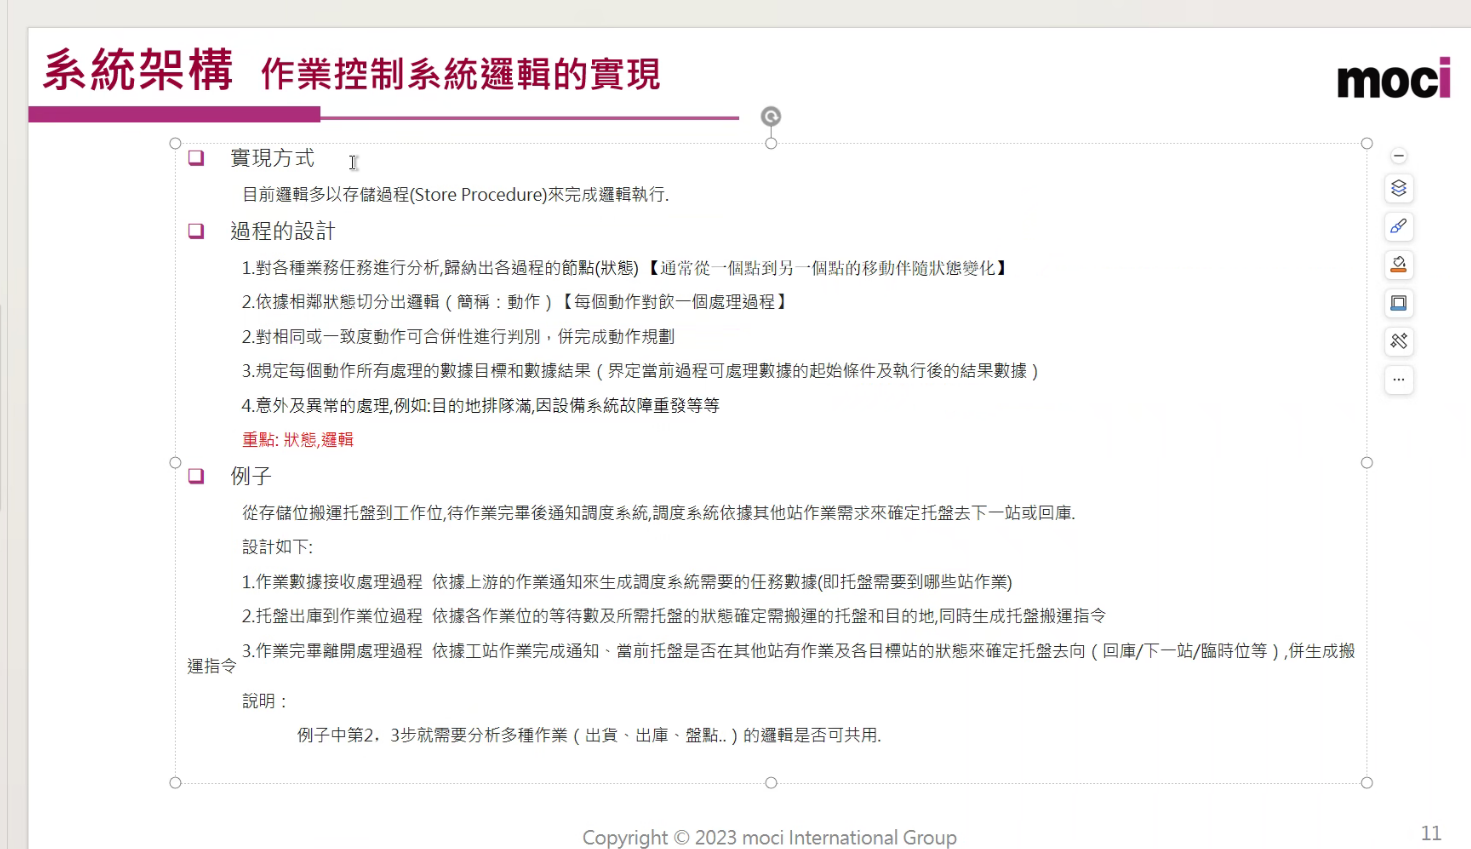 系統架構 作業控制系統邏輯的實現
moci
實現方式
目前邏輯多以存儲過程(Store Procedure)來完成邏輯執行.
過程的設計
1.對各種業務任務進行分析,歸納出各過程的節點(狀態)【通常從一個點到另一個點的移動伴隨狀態變化】
2.依據相鄰狀態切分出邏輯（簡稱：動作）【每個動作對飲一個處理過程】
2.對相同或一致度動作可合併性進行判別，併完成動作規劃
3.規定每個動作所有處理的數據目標和數據結果（界定當前過程可處理數據的起始條件及執行後的結果數據）
4.意外及異常的處理,例如:目的地排隊滿,因設備系統故障重發等等
重點: 狀態,邏輯
例子
從存儲位搬運托盤到工作位,待作業完畢後通知調度系統,調度系統依據其他站作業需求來確定托盤去下一站或回庫.
設計如下:
1.作業數據接收處理過程 依據上游的作業通知來生成調度系統需要的任務數據(即托盤需要到哪些站作業)
2.托盤出庫到作業位過程 依據各作業位的等待數及所需托盤的狀態確定需搬運的托盤和目的地,同時生成托盤搬運指令
3.作業完畢離開處理過程 依據工站作業完成通知、當前托盤是否在其他站有作業及各目標站的狀態來確定托盤去向（回庫/下一站/臨時位等）,併生成搬
運指令
說明：
例子中第2．3步就需要分析多種作業（出貨、出庫、盤點..）的邏輯是否可共用.
Copyright © 2023 moci International Group
11